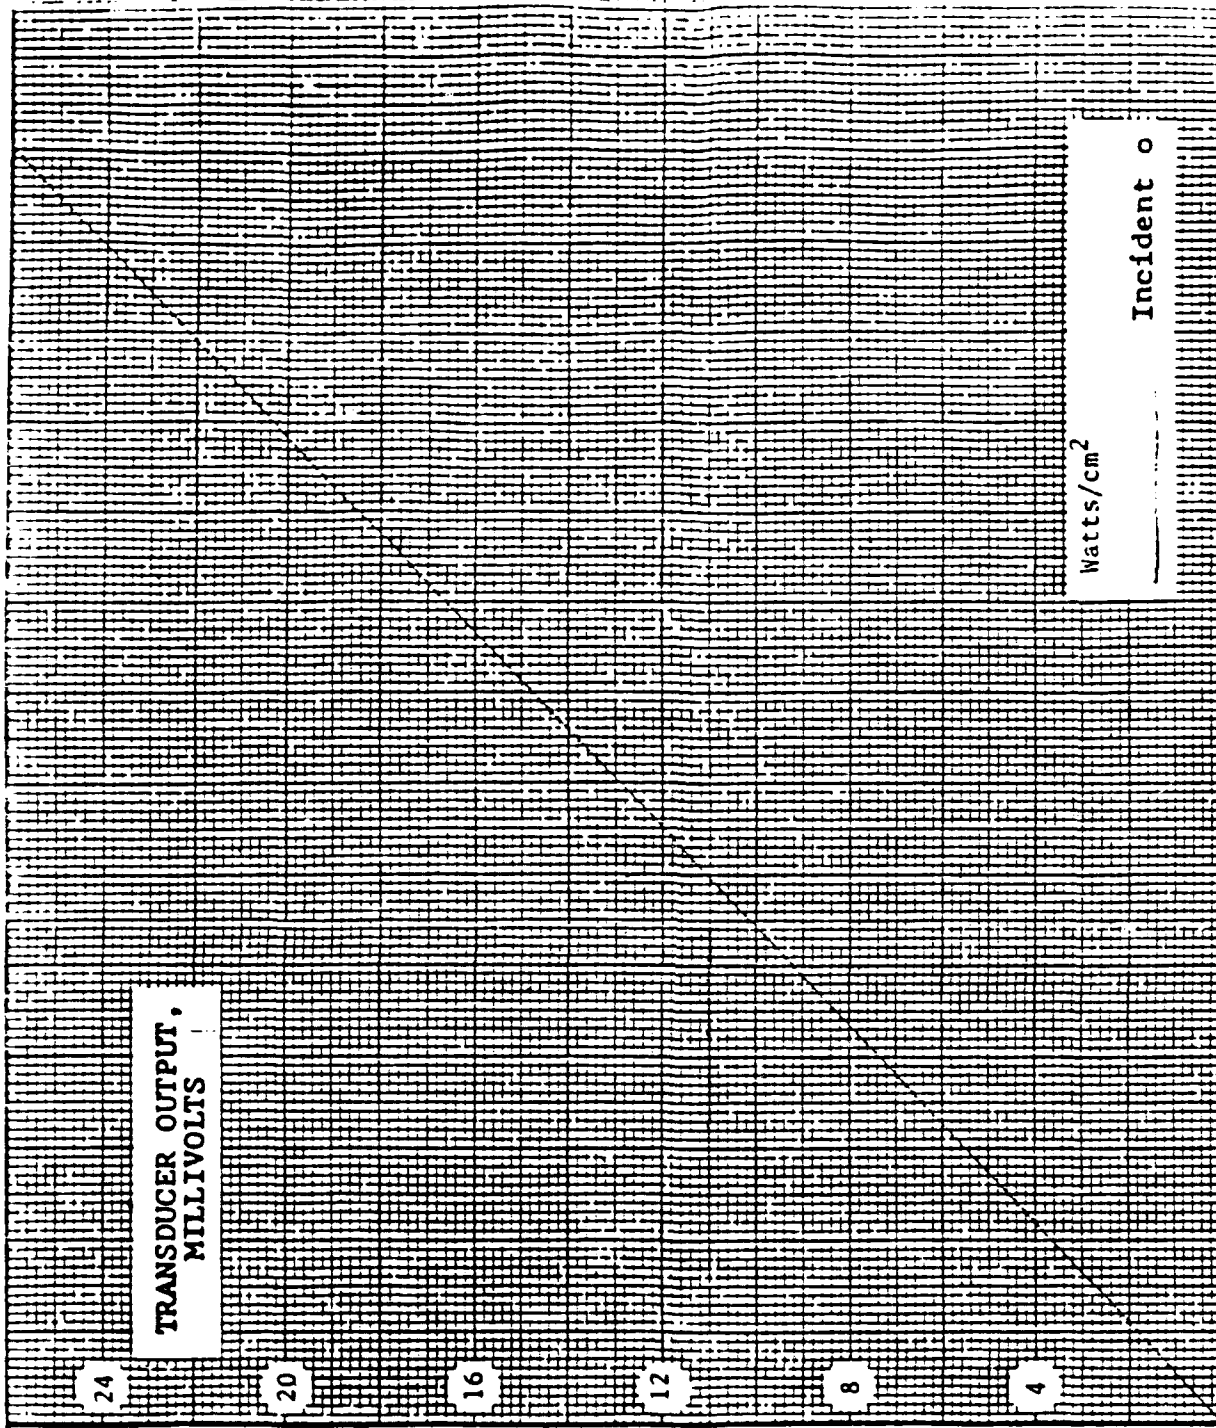 TRANSDUCER OUTPUT,
MILLIVOLTS
24
20
16
12
8
4
Watts/cm²
Incident o